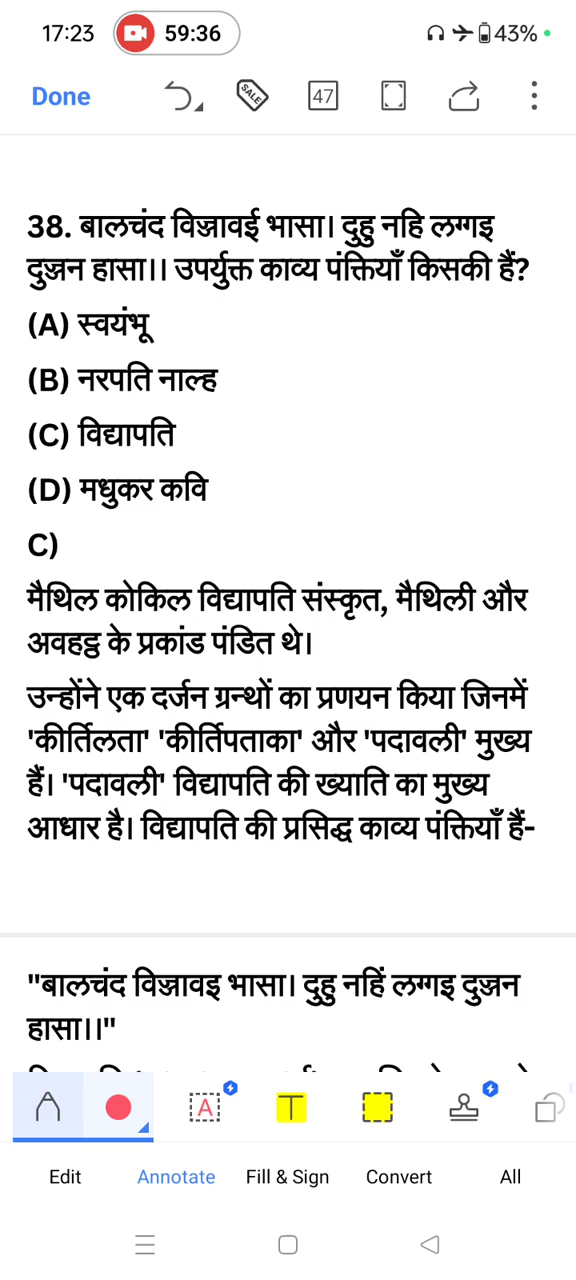 17:23 59:36 43%
Done SALE 47
38. बालचंद विज्जावई भासा। दुहु नहि लग्गइ
दुज्जन हासा।। उपर्युक्त काव्य पंक्तियाँ किसकी हैं?
(A) स्वयंभू
(B) नरपति नाल्ह
(C) विद्यापति
(D) मधुकर कवि
C)
मैथिल कोकिल विद्यापति संस्कृत, मैथिली और
अवहट्ठ के प्रकांड पंडित थे।
उन्होंने एक दर्जन ग्रन्थों का प्रणयन किया जिनमें
'कीर्तिलता' 'कीर्तिपताका' और 'पदावली' मुख्य
हैं। 'पदावली' विद्यापति की ख्याति का मुख्य
आधार है। विद्यापति की प्रसिद्ध काव्य पंक्तियाँ हैं-
"बालचंद विज्जावइ भासा। दुहु नहिं लग्गइ दुज्जन
हासा।।"
A T
Edit Annotate Fill & Sign Convert All